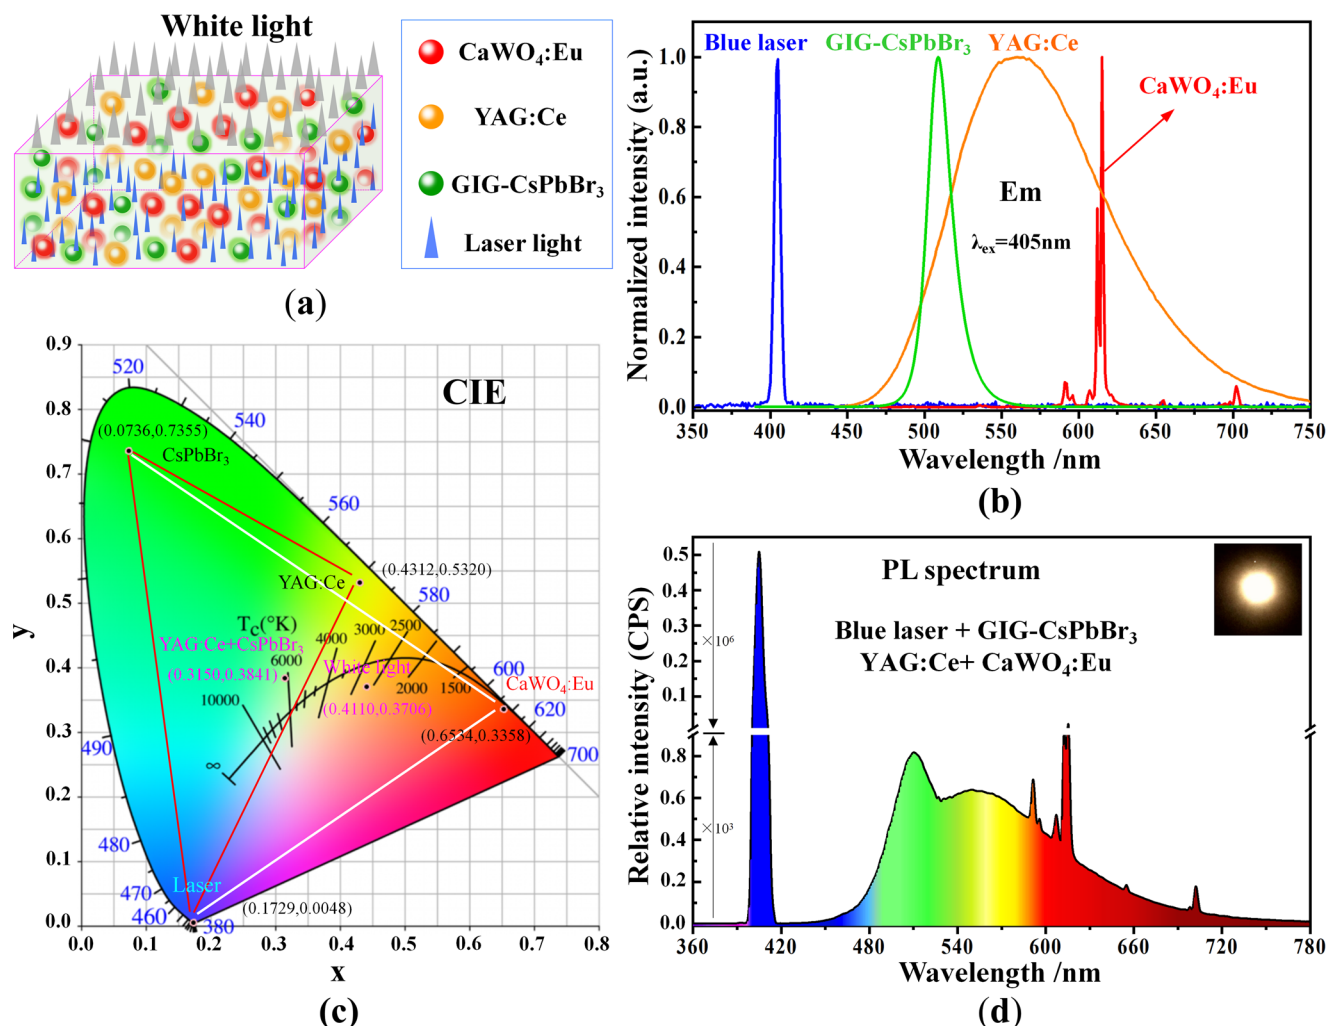 White light
CaWO₄:Eu
YAG:Ce
GIG-CsPbBr₃
Laser light
(a)
Blue laser
GIG-CsPbBr₃
YAG:Ce
CaWO₄:Eu
Em
λₑₓ=405nm
Normalized intensity (a.u.)
1.0
0.8
0.6
0.4
0.2
0.0
350 400 450 500 550 600 650 700 750
Wavelength /nm
(b)
CIE
y
0.9
0.8
0.7
0.6
0.5
0.4
0.3
0.2
0.1
0.0
0.0 0.1 0.2 0.3 0.4 0.5 0.6 0.7 0.8
x
520
540
560
580
600
620
700
490
480
470
460
380
(0.0736,0.7355)
CsPbBr₃
(0.4312,0.5320)
YAG:Ce
T_C(°K)
YAG:Ce+CsPbBr₃
(0.3150,0.3841)
10000
6000
4000
3000
2500
2000
1500
∞
White light
(0.4110,0.3706)
CaWO₄:Eu
(0.6534,0.3358)
Laser
(0.1729,0.0048)
(c)
PL spectrum
Blue laser + GIG-CsPbBr₃
YAG:Ce+ CaWO₄:Eu
Relative intensity (CPS)
0.5
0.4
0.3
0.2
0.1
0.8
0.6
0.4
0.2
0.0
×10⁶
×10³
360 420 480 540 600 660 720 780
Wavelength /nm
(d)